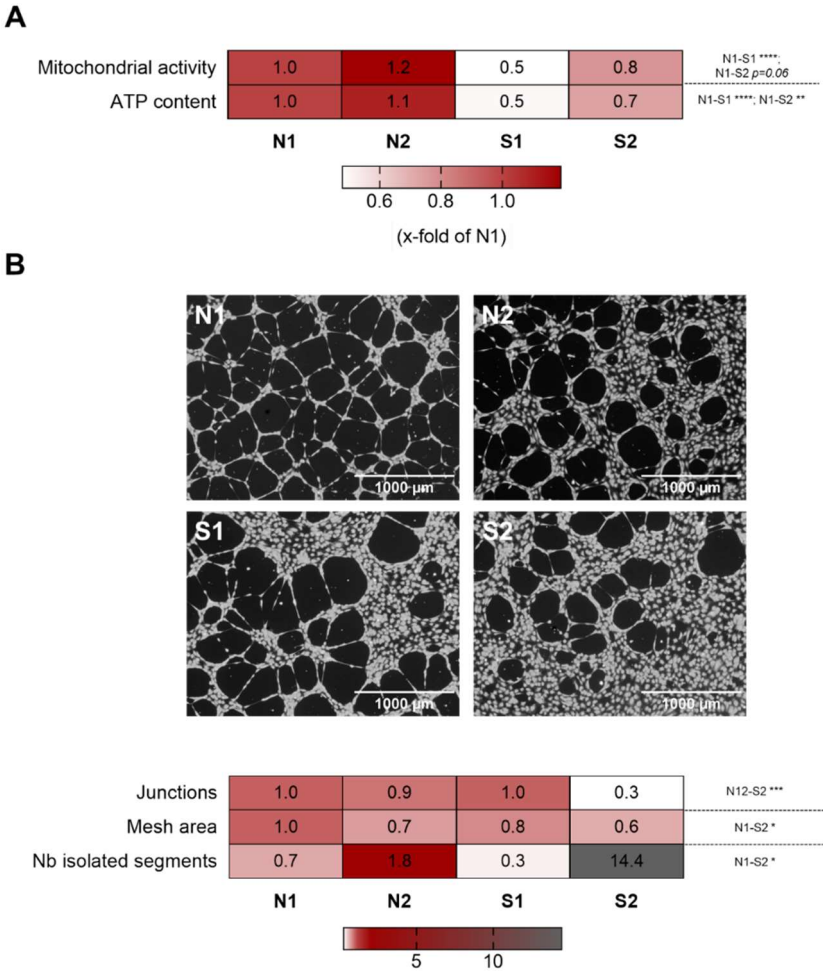 A
Mitochondrial activity 1.0 1.2 0.5 0.8 N1-S1 ****;
N1-S2 p=0.06
ATP content 1.0 1.1 0.5 0.7 N1-S1 ****; N1-S2 **
N1 N2 S1 S2
0.6 0.8 1.0
(x-fold of N1)
B
N1 N2
1000 µm 1000 µm
S1 S2
1000 µm 1000 µm
Junctions 1.0 0.9 1.0 0.3 N12-S2 ***
Mesh area 1.0 0.7 0.8 0.6 N1-S2 *
Nb isolated segments 0.7 1.8 0.3 14.4 N1-S2 *
N1 N2 S1 S2
5 10